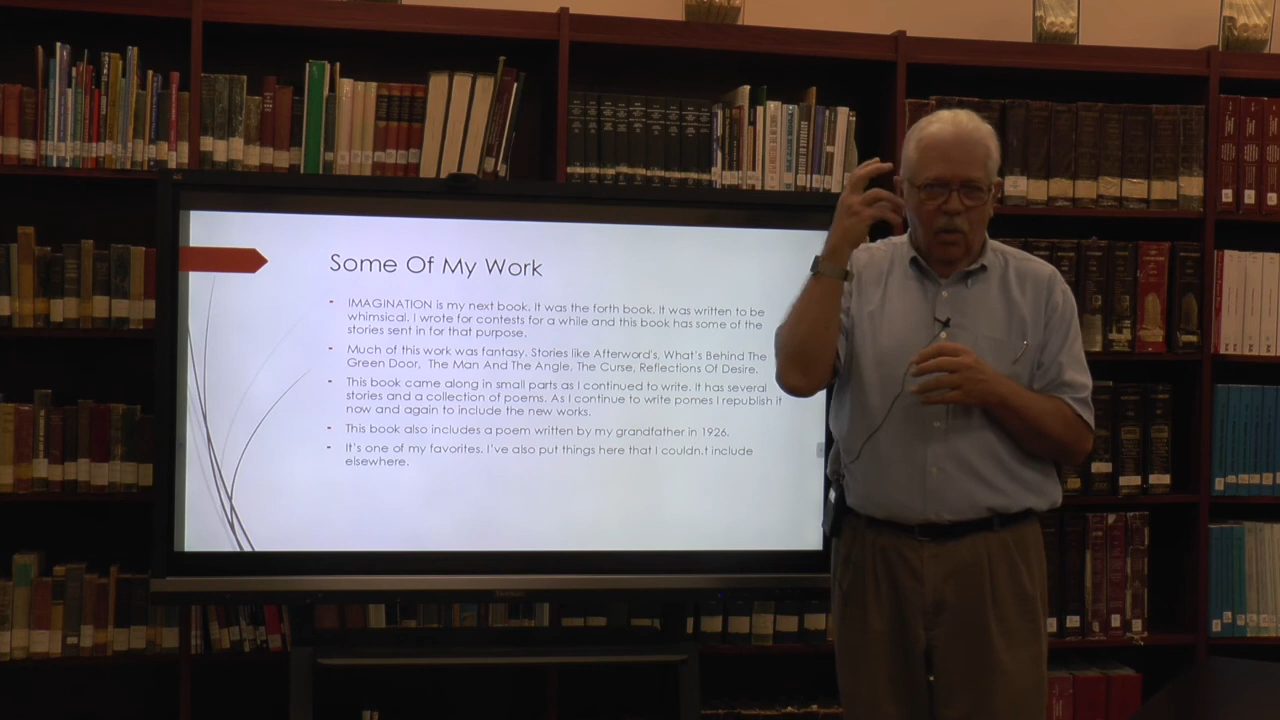 Some Of My Work
- IMAGINATION is my next book. It was the forth book. It was written to be
whimsical. I wrote for contests for a while and this book has some of the
stories sent in for that purpose.
- Much of this work was fantasy. Stories like Afterword's, What's Behind The
Green Door, The Man And The Angle, The Curse, Reflections Of Desire.
- This book came along in small parts as I continued to write. It has several
stories and a collection of poems. As I continue to write pomes I republish it
now and again to include the new works.
- This book also includes a poem written by my grandfather in 1926.
- It's one of my favorites. I've also put things here that I couldn.t include
elsewhere.